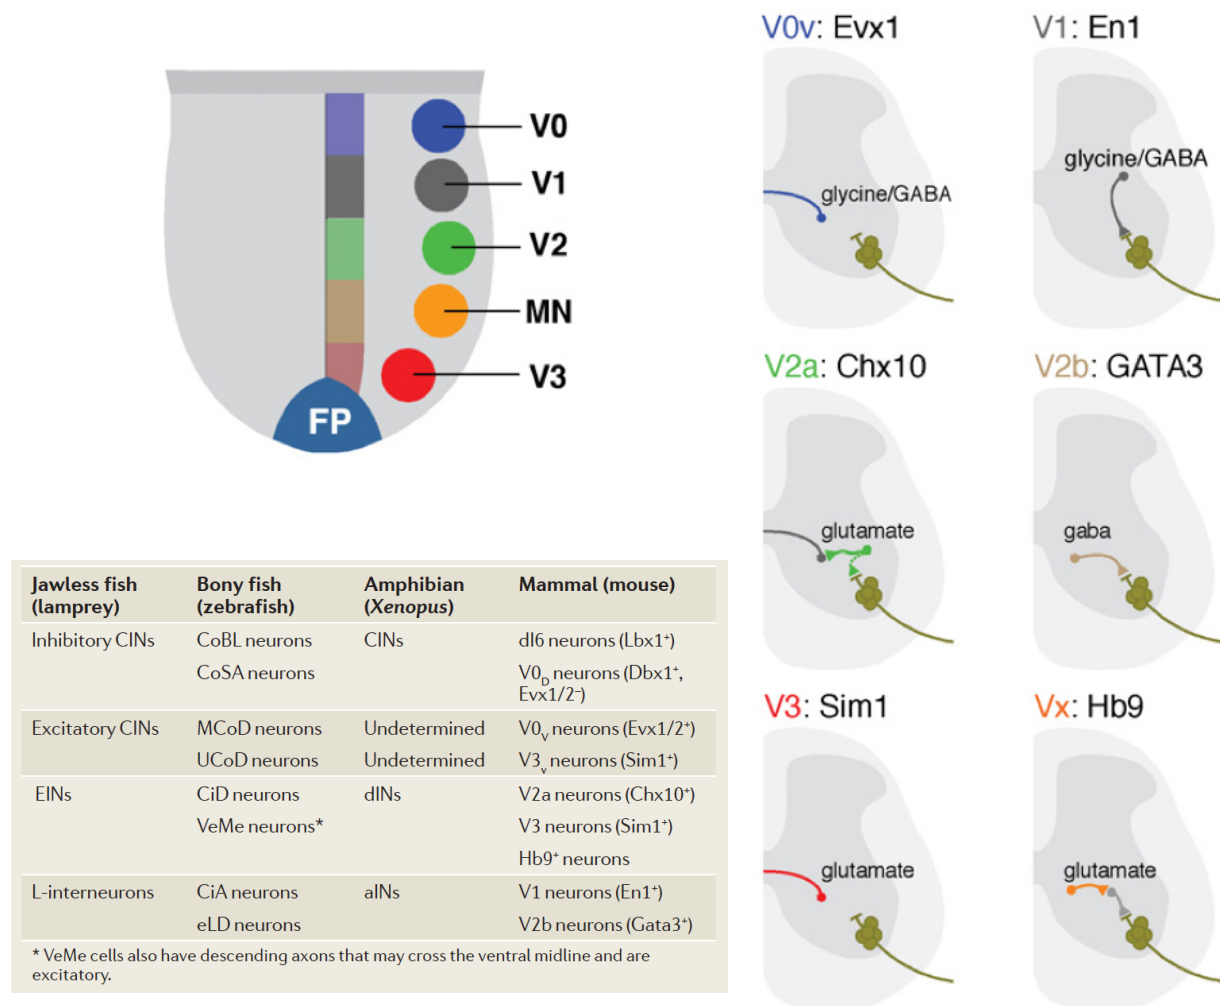 V0
V1
V2
MN
V3
FP
V0v: Evx1
glycine/GABA
V1: En1
glycine/GABA
V2a: Chx10
glutamate
V2b: GATA3
gaba
V3: Sim1
glutamate
Vx: Hb9
glutamate
Jawless fish (lamprey)
Bony fish (zebrafish)
Amphibian (Xenopus)
Mammal (mouse)
Inhibitory CINs CoBL neurons CINs dI6 neurons (Lbx1⁺)
CoSA neurons V0D neurons (Dbx1⁺,
Evx1/2⁻)
Excitatory CINs MCoD neurons Undetermined V0V neurons (Evx1/2⁺)
UCoD neurons Undetermined V3v neurons (Sim1⁺)
EINs CiD neurons dINs V2a neurons (Chx10⁺)
VeMe neurons* V3 neurons (Sim1⁺)
Hb9⁺ neurons
L-interneurons CiA neurons aINs V1 neurons (En1⁺)
eLD neurons V2b neurons (Gata3⁺)
* VeMe cells also have descending axons that may cross the ventral midline and are
excitatory.